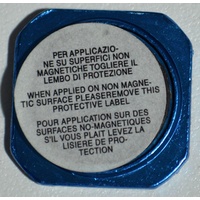 PER APPLICAZIO-
NE SU SUPERFICI NON
MAGNETICHE TOGLIERE IL
LEMBO DI PROTEZIONE
WHEN APPLIED ON NON MAGNE-
TIC SURFACE PLEASEREMOVE THIS
PROTECTIVE LABEL
POUR APPLICATION SUR DES
SURFACES NO-MAGNETIQUES
S'IL VOUS PLAIT LEVEZ LA
LISIERE DE PRO-
TECTION